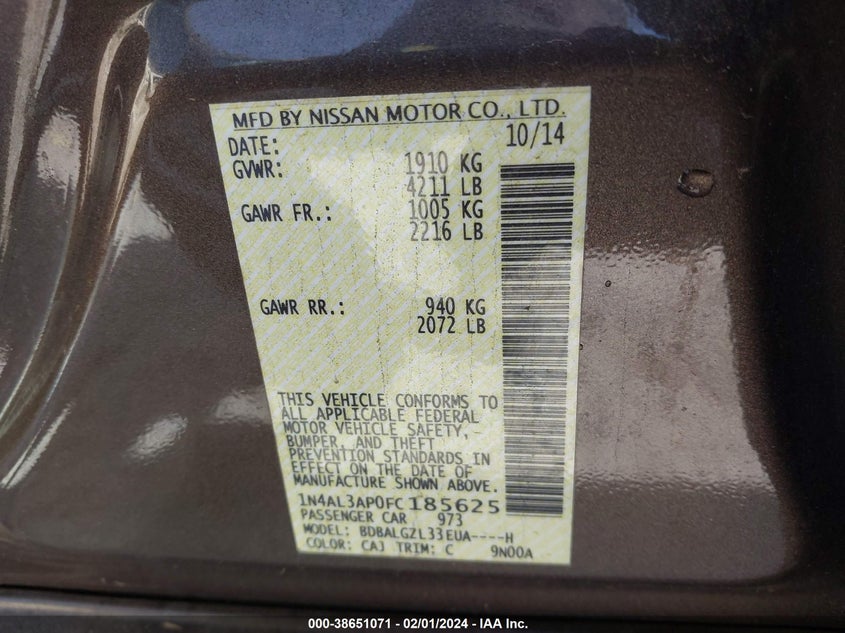 MFD BY NISSAN MOTOR CO., LTD.
DATE: 10/14
GVWR: 1910 KG
4211 LB
GAWR FR.: 1005 KG
2216 LB
GAWR RR.: 940 KG
2072 LB
THIS VEHICLE CONFORMS TO
ALL APPLICABLE FEDERAL
MOTOR VEHICLE SAFETY,
BUMPER, AND THEFT
PREVENTION STANDARDS IN
EFFECT ON THE DATE OF
MANUFACTURE SHOWN ABOVE.
1N4AL3AP0FC185625
PASSENGER CAR 973
MODEL: BDBALGZL33EUA----H
COLOR: CAJ TRIM: C 9N00A
000-38651071 - 02/01/2024 - IAA Inc.